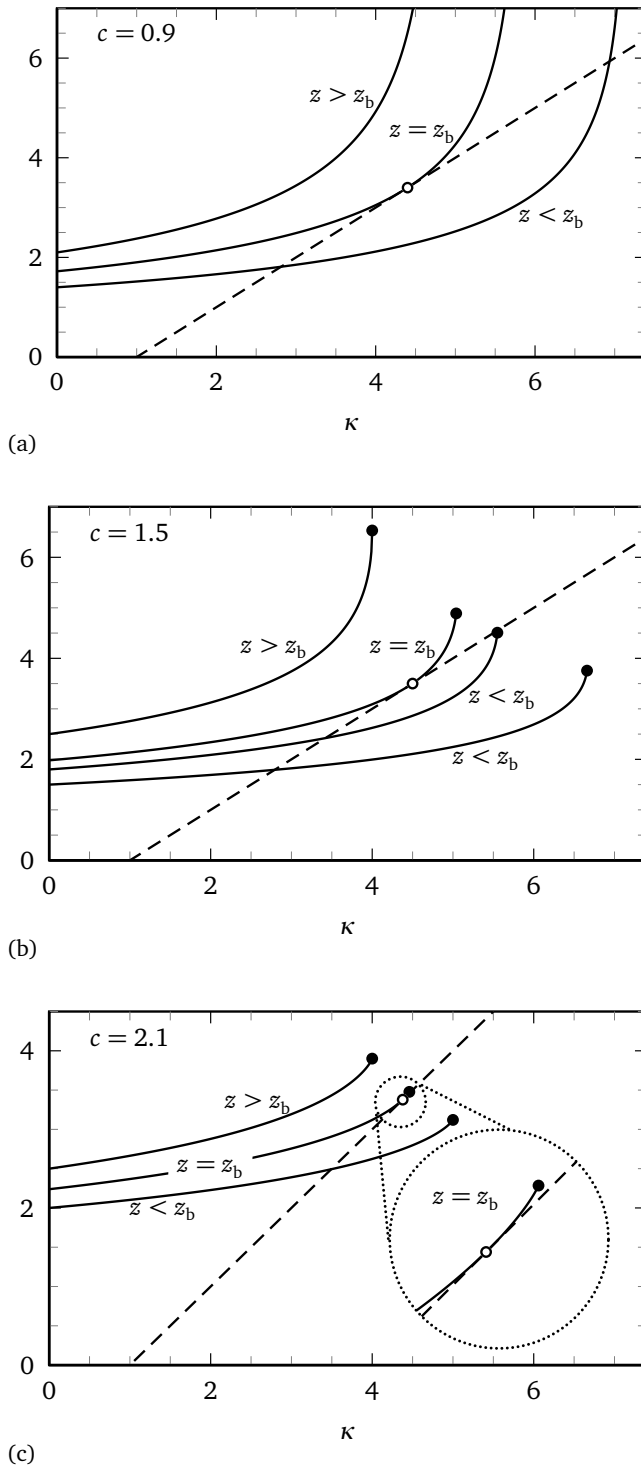 c = 0.9
6
z > z_b
z = z_b
4
z < z_b
2
0
0 2 4 6
κ
(a)
c = 1.5
6
z > z_b
z = z_b
4
z < z_b
z < z_b
2
0
0 2 4 6
κ
(b)
c = 2.1
4
z > z_b
z = z_b
z < z_b
z = z_b
2
0
0 2 4 6
κ
(c)